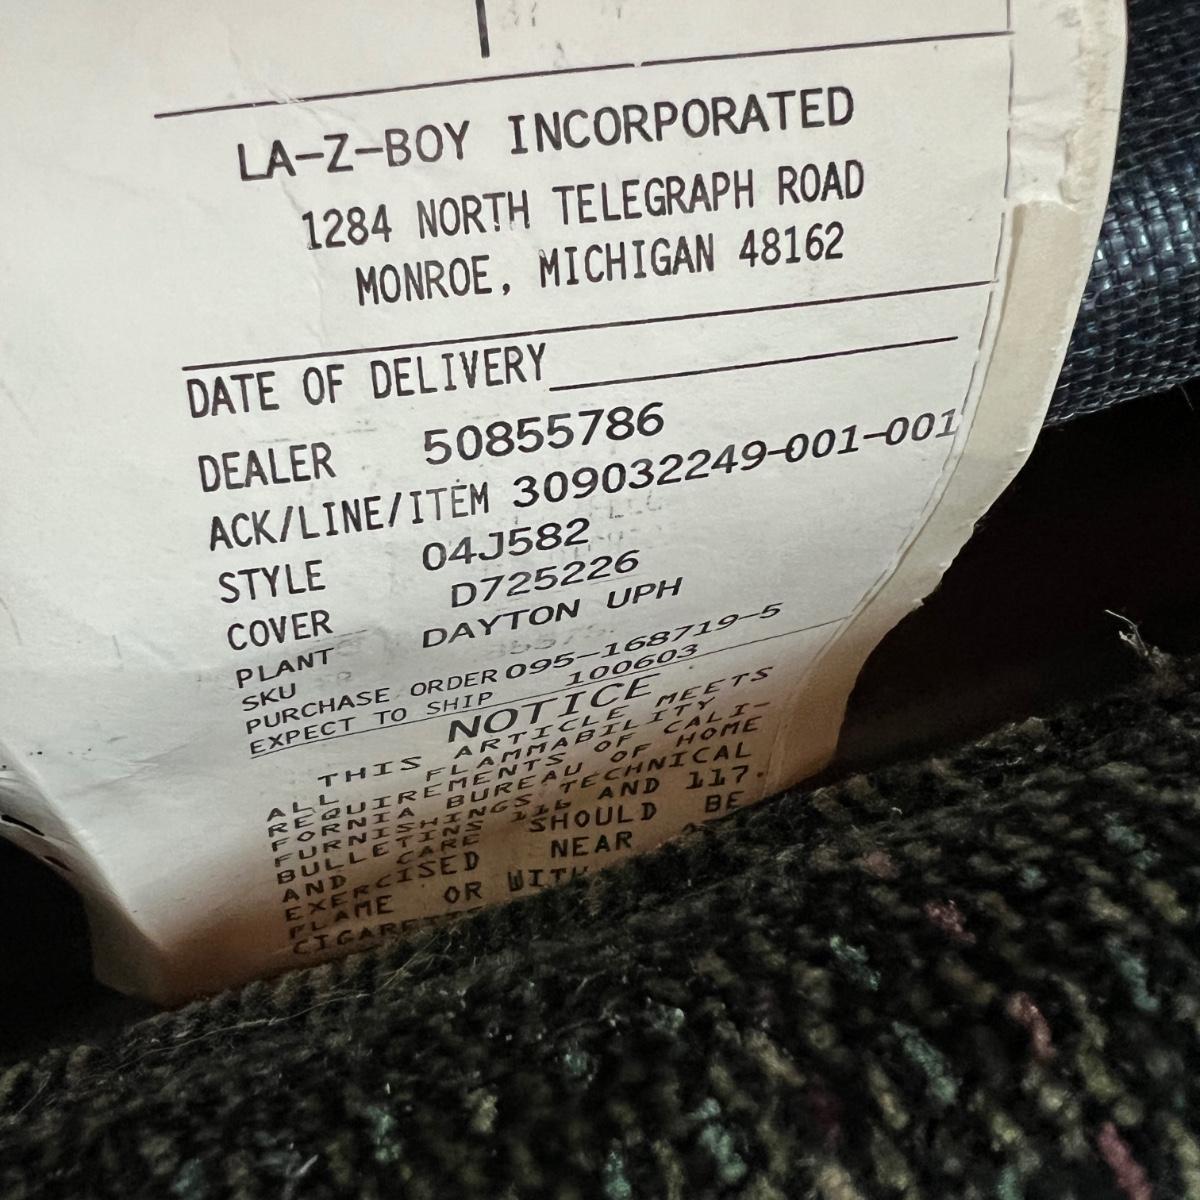 LA-Z-BOY INCORPORATED
1284 NORTH TELEGRAPH ROAD
MONROE, MICHIGAN 48162
DATE OF DELIVERY
DEALER 50855786
ACK/LINE/ITEM 309032249-001-001
STYLE 04J582
COVER D725226
PLANT DAYTON UPH
SKU
PURCHASE ORDER 095-168719-5
EXPECT TO SHIP 100603
NOTICE
THIS ARTICLE MEETS
ALL FLAMMABILITY
REQUIREMENTS OF CALI-
FORNIA BUREAU OF HOME
FURNISHINGS TECHNICAL
BULLETINS 116 AND 117.
AND CARE SHOULD BE
EXERCISED NEAR
FLAME OR WITH